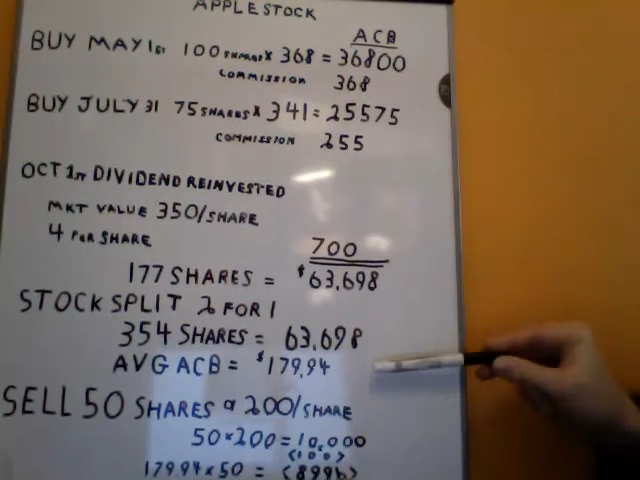 APPLE STOCK
ACB
BUY MAY 1ST 100 SHARES × 368 = 36800
COMMISSION 368
BUY JULY 31 75 SHARES × 341 = 25575
COMMISSION 255
OCT 1ST DIVIDEND REINVESTED
MKT VALUE 350/SHARE
4 PER SHARE
700
177 SHARES = $63,698
STOCK SPLIT 2 FOR 1
354 SHARES = 63,698
AVG ACB = $179.94
SELL 50 SHARES @ 200/SHARE
50 × 200 = 10,000
<100>
179.94 × 50 = <8996>